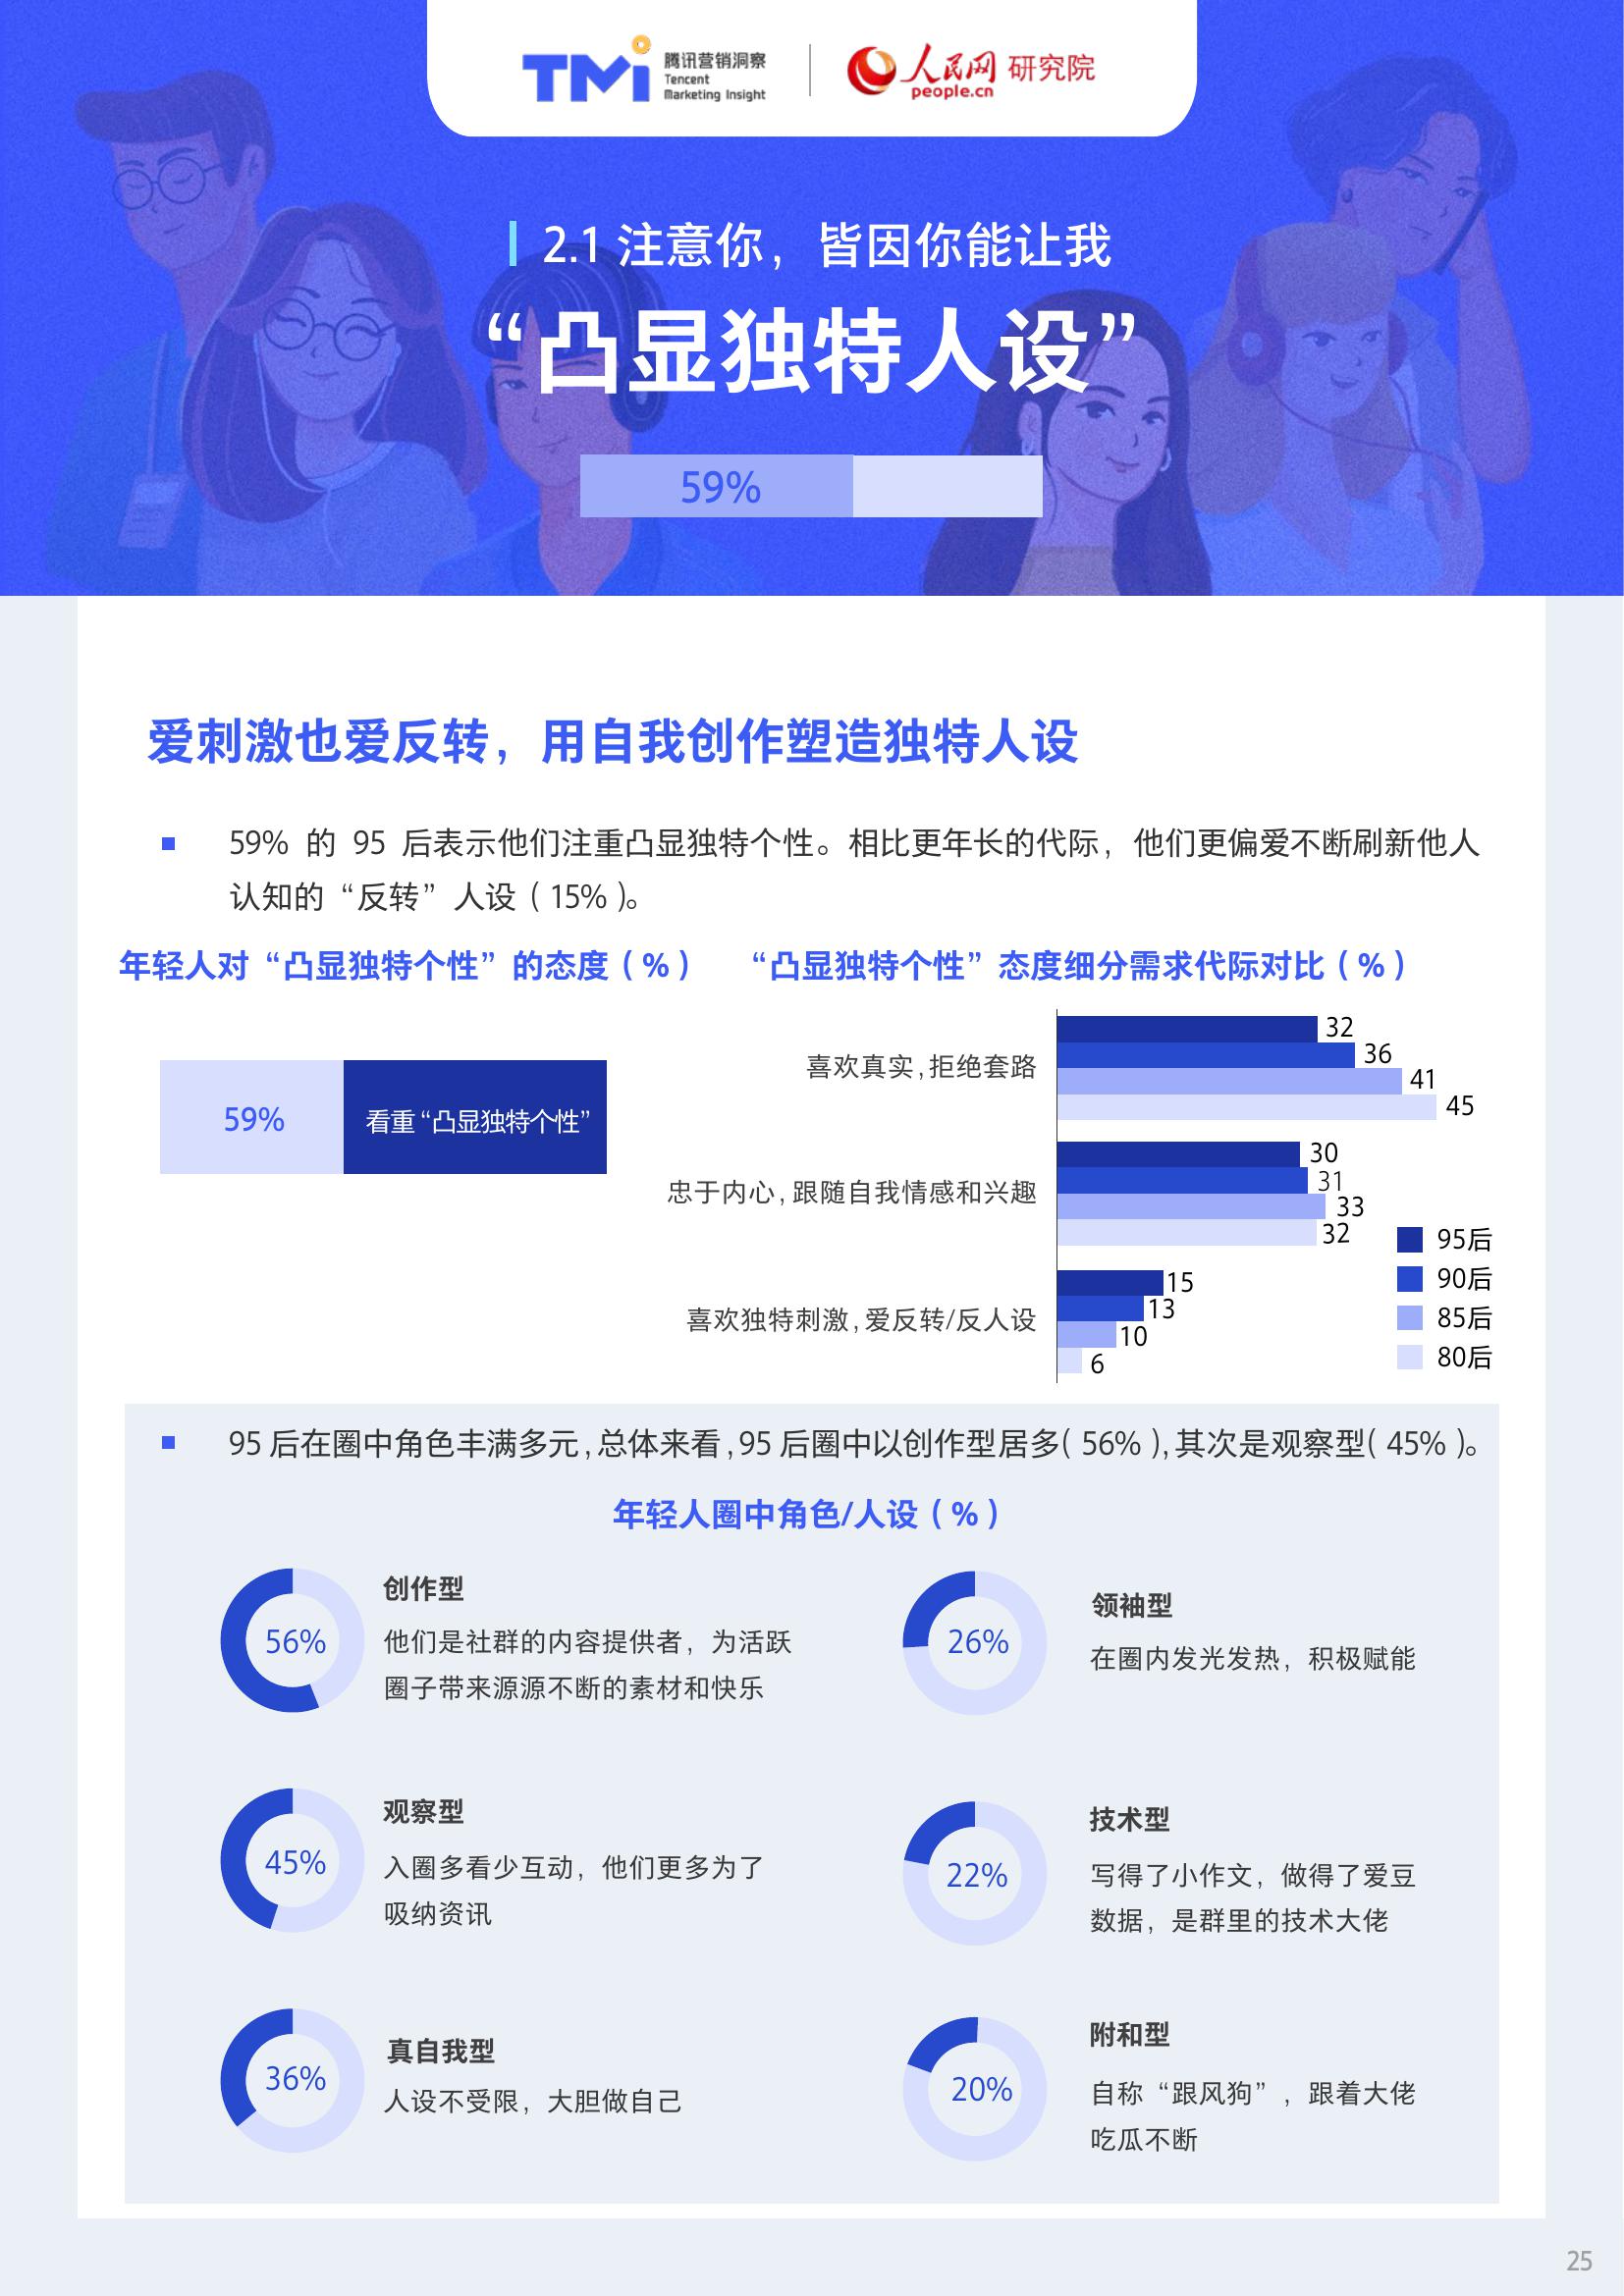 腾讯营销洞察
Tencent
Marketing Insight
人民网 研究院
people.cn
2.1 注意你，皆因你能让我
“凸显独特人设”
59%
爱刺激也爱反转，用自我创作塑造独特人设
59% 的 95 后表示他们注重凸显独特个性。相比更年长的代际，他们更偏爱不断刷新他人
认知的“反转”人设（15%）。
年轻人对“凸显独特个性”的态度（%）
59%
看重“凸显独特个性”
“凸显独特个性”态度细分需求代际对比（%）
喜欢真实,拒绝套路
32
36
41
45
忠于内心,跟随自我情感和兴趣
30
31
33
32
喜欢独特刺激,爱反转/反人设
15
13
10
6
95后
90后
85后
80后
95 后在圈中角色丰满多元,总体来看,95 后圈中以创作型居多(56%),其次是观察型(45%)。
年轻人圈中角色/人设（%）
56%
创作型
他们是社群的内容提供者，为活跃
圈子带来源源不断的素材和快乐
26%
领袖型
在圈内发光发热，积极赋能
45%
观察型
入圈多看少互动，他们更多为了
吸纳资讯
22%
技术型
写得了小作文，做得了爱豆
数据，是群里的技术大佬
36%
真自我型
人设不受限，大胆做自己
20%
附和型
自称“跟风狗”，跟着大佬
吃瓜不断
25